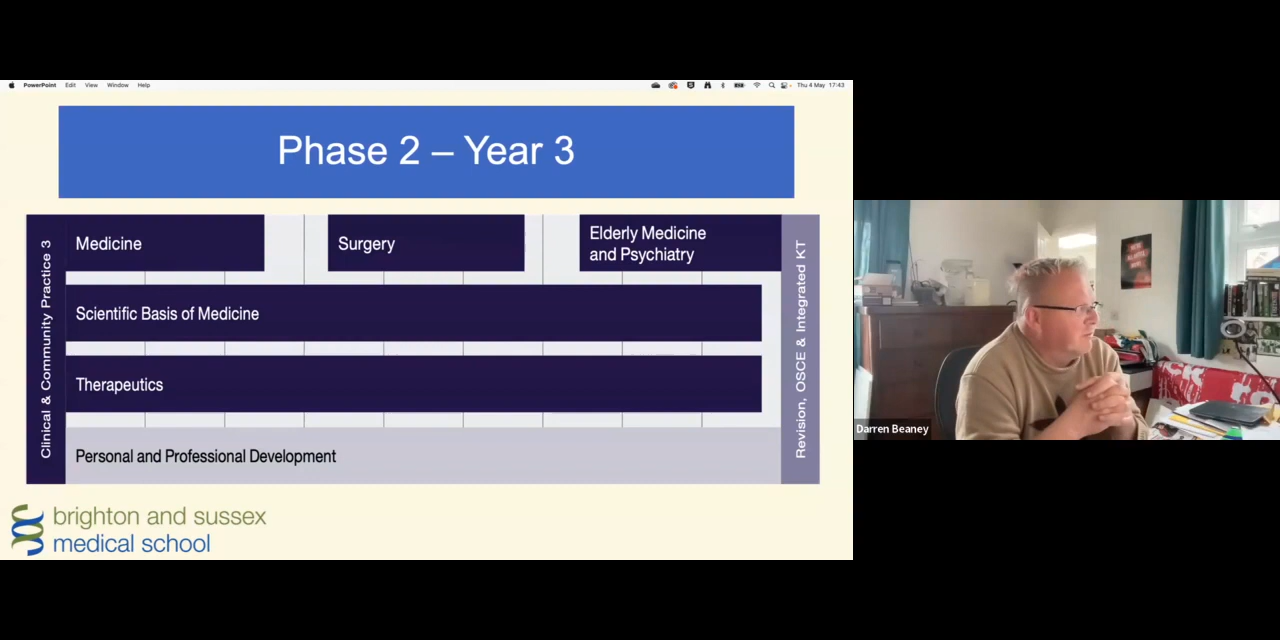 PowerPoint Edit View Window Help
Thu 4 May 17:43
Phase 2 – Year 3
Clinical & Community Practice 3
Medicine
Surgery
Elderly Medicine
and Psychiatry
Scientific Basis of Medicine
Therapeutics
Personal and Professional Development
Revision, OSCE & Integrated KT
brighton and sussex
medical school
Darren Beaney